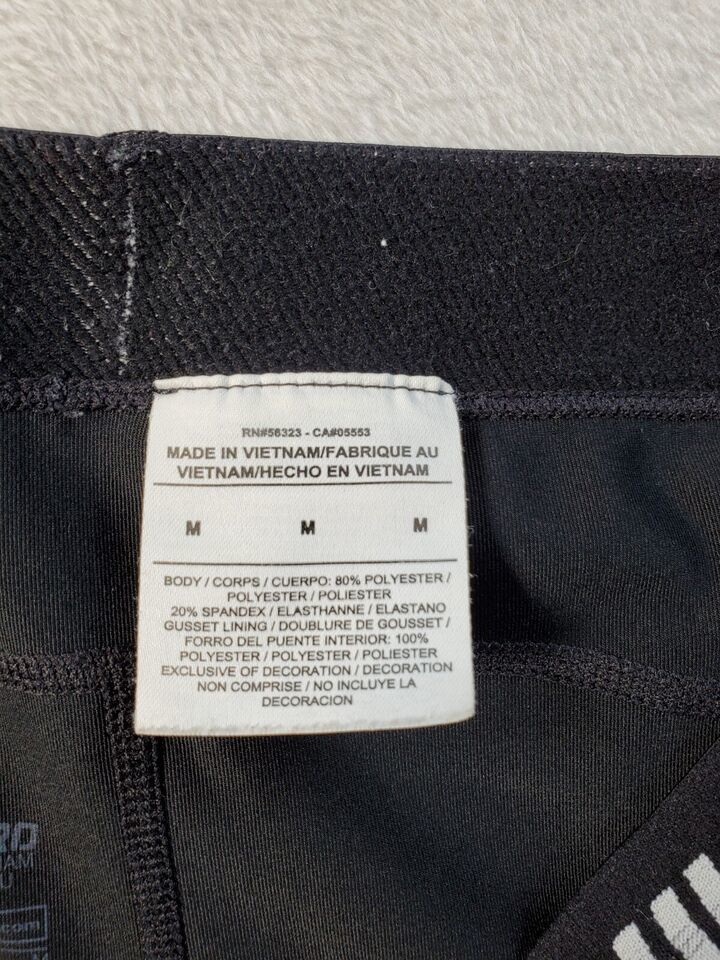 RN#56323 - CA#05553
MADE IN VIETNAM/FABRIQUE AU
VIETNAM/HECHO EN VIETNAM
M M M
BODY / CORPS / CUERPO: 80% POLYESTER /
POLYESTER / POLIESTER
20% SPANDEX / ELASTHANNE / ELASTANO
GUSSET LINING / DOUBLURE DE GOUSSET /
FORRO DEL PUENTE INTERIOR: 100%
POLYESTER / POLYESTER / POLIESTER
EXCLUSIVE OF DECORATION / DECORATION
NON COMPRISE / NO INCLUYE LA
DECORACION
.com